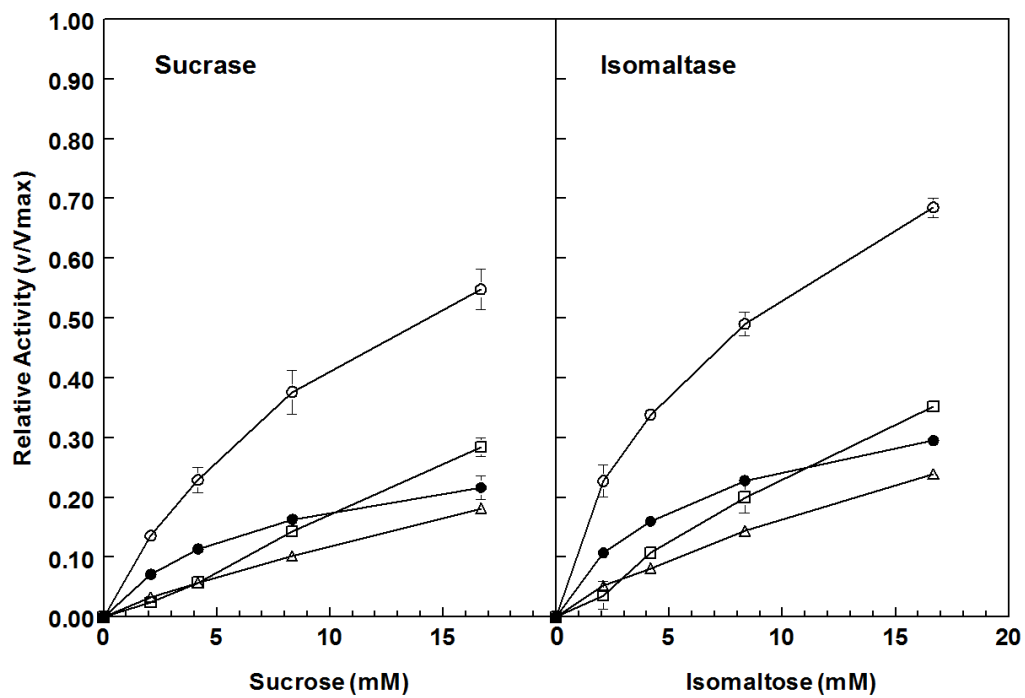 1.00
Sucrase
Isomaltase
0.90
0.80
0.70
0.60
0.50
0.40
0.30
0.20
0.10
0.00
Relative Activity (v/Vmax)
0 5 10 15 0 5 10 15 20
Sucrose (mM)
Isomaltose (mM)